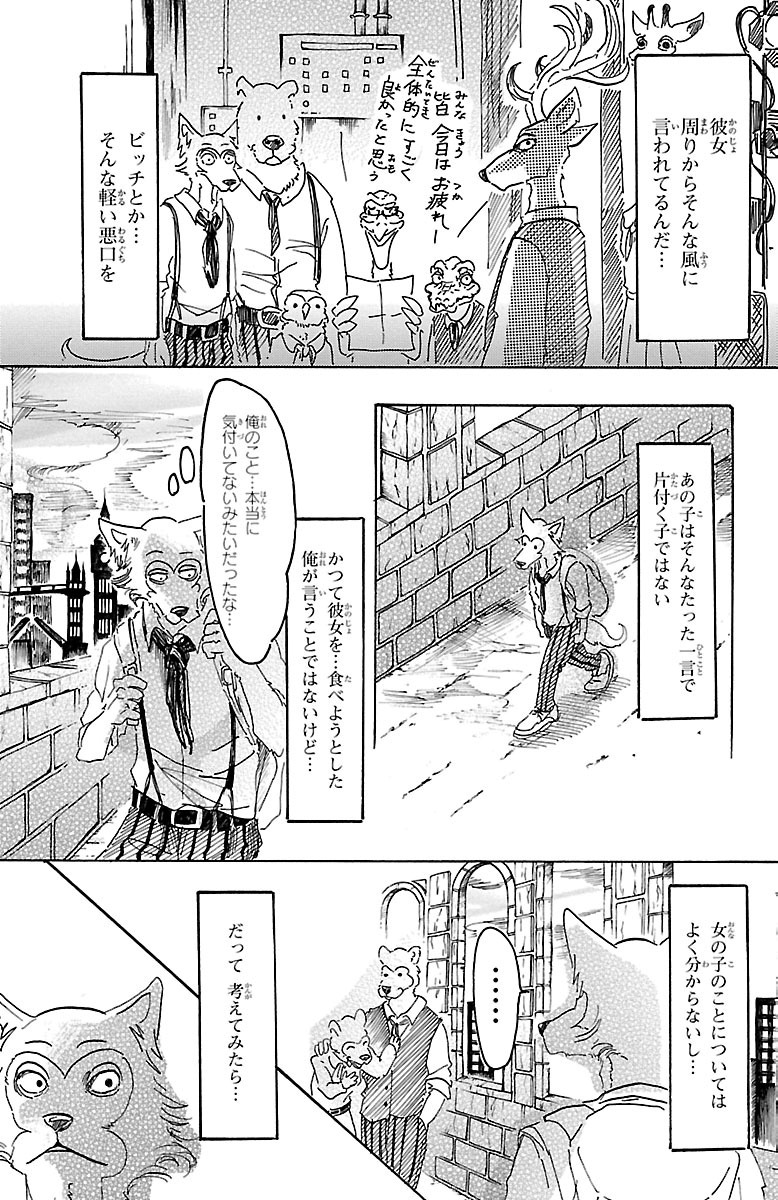 彼女
周りからそんな風に
言われてるんだ…
皆 今日はお疲れー
全体的にすごく
良かったと思う
ビッチとか…
そんな軽い悪口を
あの子はそんなたった一言で
片付く子ではない
かつて彼女を…食べようとした
俺が言うことではないけど…
俺のこと…本当に
気付いてないみたいだったな…
女の子のことについては
よく分からないし…
……
だって 考えてみたら…